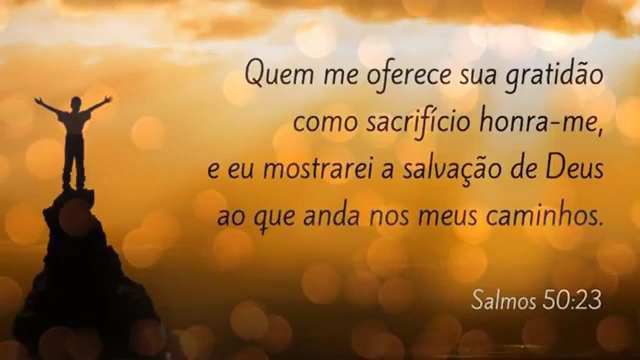 Quem me oferece sua gratidão
como sacrifício honra-me,
e eu mostrarei a salvação de Deus
ao que anda nos meus caminhos.
Salmos 50:23